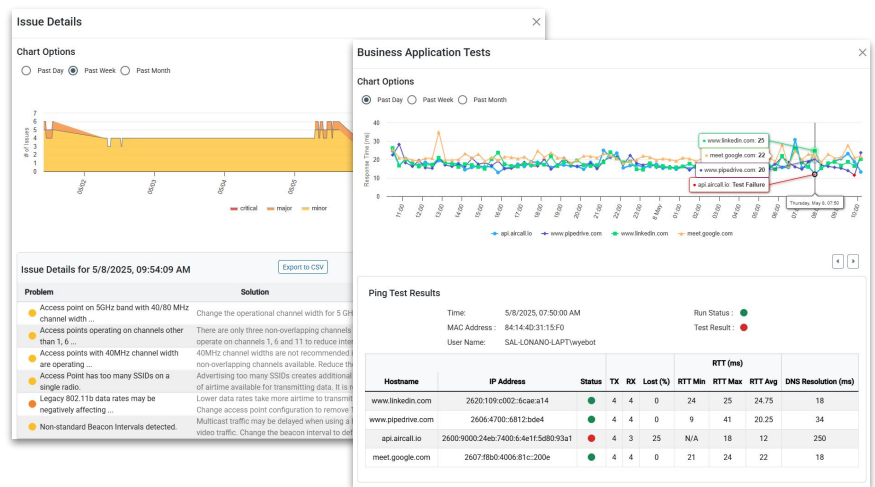 Issue Details
Chart Options
Past Day
Past Week
Past Month
# of Issues
7
6
5
4
3
2
1
1
05/02
05/03
05/04
05/05
critical
major
minor
Issue Details for 5/8/2025, 09:54:09 AM
Export to CSV
Problem Solution
Access point on 5GHz band with 40/80 MHz
channel width ...
Change the operational channel width for 5 GH
Access points operating on channels other
than 1, 6 ...
There are only three non-overlapping channels
operate on channels 1, 6 and 11 to reduce inter
Access points with 40MHz channel width
are operating ...
40MHz channel widths are not recommended i
non-overlapping channels available. Reduce the
Access Point has too many SSIDs on a
single radio.
Advertising too many SSIDs creates additional
of airtime available for transmitting data. It is r
Legacy 802.11b data rates may be
negatively affecting ...
Lower data rates take more airtime to transmit
Change access point configuration to remove 1
Non-standard Beacon Intervals detected.
Multicast traffic may be delayed when using a l
video traffic. Change the beacon interval to def
Business Application Tests
Chart Options
Past Day
Past Week
Past Month
Response Time (ms)
40
30
20
10
0
www.linkedin.com: 25
meet.google.com: 22
www.pipedrive.com: 20
api.aircall.io: Test Failure
Thursday, May 8, 07:50
11:00
12:00
13:00
14:00
15:00
16:00
17:00
18:00
19:00
20:00
21:00
22:00
23:00
8 May
01:00
02:00
03:00
04:00
05:00
06:00
07:00
08:00
09:00
10:00
api.aircall.io
www.pipedrive.com
www.linkedin.com
meet.google.com
Ping Test Results
Time: 5/8/2025, 07:50:00 AM Run Status :
MAC Address : 84:14:4D:31:15:F0 Test Result :
User Name: SAL-LONANO-LAPT\wyebot
RTT (ms)
Hostname IP Address Status TX RX Lost (%) RTT Min RTT Max RTT Avg DNS Resolution (ms)
www.linkedin.com 2620:109:c002::6cae:a14 4 4 0 24 25 24.75 18
www.pipedrive.com 2606:4700::6812:bde4 4 4 0 9 41 20.25 34
api.aircall.io 2600:9000:24eb:7400:6:4e1f:5d80:93a1 4 3 25 N/A 18 12 250
meet.google.com 2607:f8b0:4006:81c::200e 4 4 0 21 24 22 18